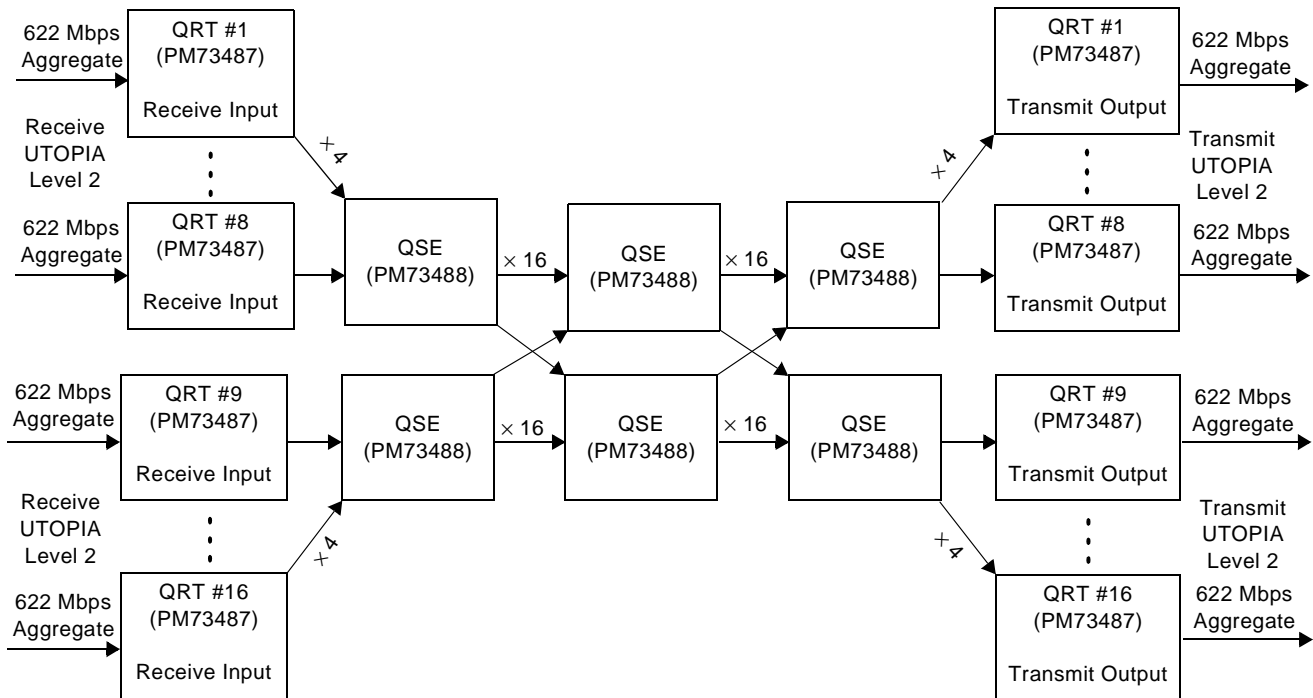 622 Mbps
Aggregate
QRT #1
(PM73487)
Receive Input
Receive
UTOPIA
Level 2
× 4
622 Mbps
Aggregate
QRT #8
(PM73487)
Receive Input
QSE
(PM73488)
× 16
QSE
(PM73488)
× 16
QSE
(PM73488)
× 4
QRT #1
(PM73487)
Transmit Output
622 Mbps
Aggregate
Transmit
UTOPIA
Level 2
QRT #8
(PM73487)
Transmit Output
622 Mbps
Aggregate
622 Mbps
Aggregate
QRT #9
(PM73487)
Receive Input
Receive
UTOPIA
Level 2
× 4
622 Mbps
Aggregate
QRT #16
(PM73487)
Receive Input
QSE
(PM73488)
× 16
QSE
(PM73488)
× 16
QSE
(PM73488)
× 4
QRT #9
(PM73487)
Transmit Output
622 Mbps
Aggregate
Transmit
UTOPIA
Level 2
QRT #16
(PM73487)
Transmit Output
622 Mbps
Aggregate